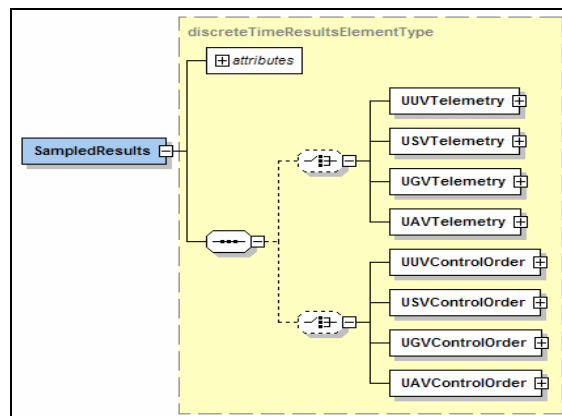 discreteTimeResultsElementType
attributes
SampledResults
UUVTelemetry
USVTelemetry
UGVTelemetry
UAVTelemetry
UUVControlOrder
USVControlOrder
UGVControlOrder
UAVControlOrder